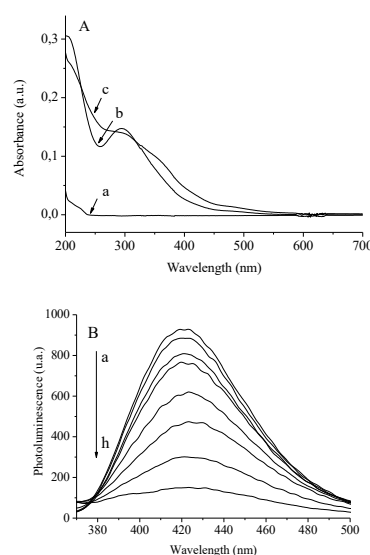 A
0,3
0,2
0,1
0,0
Absorbance (a.u.)
c
b
a
200 300 400 500 600 700
Wavelength (nm)
B
1000
800
600
400
200
0
Photoluminescence (u.a.)
a
h
380 400 420 440 460 480 500
Wavelength (nm)